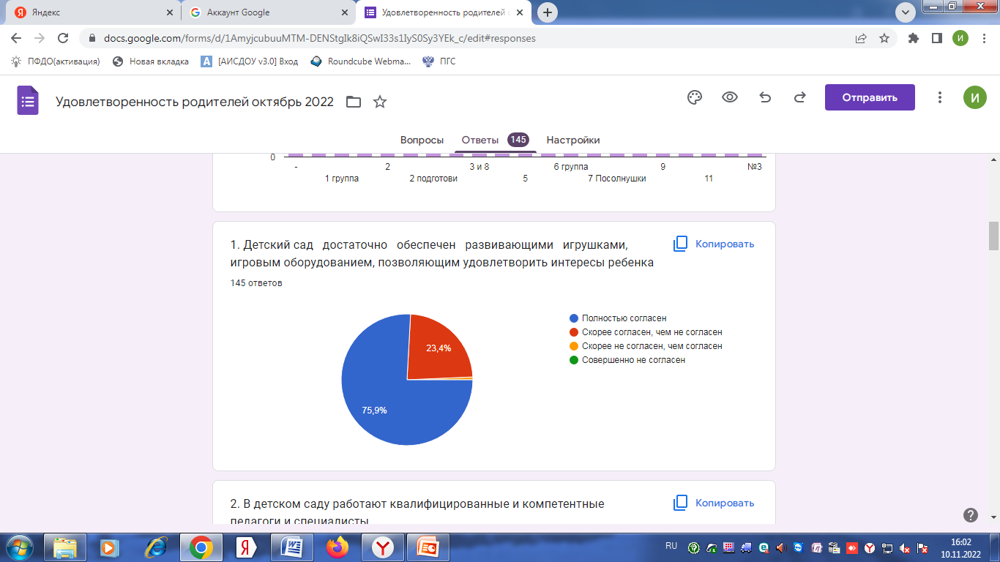 Яндекс
Аккаунт Google
Удовлетворенность родителей
docs.google.com/forms/d/1AmyjcubuuMTM-DENStgIk8iQSwI33s1IyS0Sy3YEk_c/edit#responses
И
ПФДО(активация)
Новая вкладка
[АИСДОУ v3.0] Вход
Roundcube Webma...
ПГС
Удовлетворенность родителей октябрь 2022
Отправить
И
Вопросы
Ответы 145
Настройки
0
- 2 3 и 8 6 группа 9 №3
1 группа 2 подготови 5 7 Посолнушки 11
1. Детский сад достаточно обеспечен развивающими игрушками,
игровым оборудованием, позволяющим удовлетворить интересы ребенка
Копировать
145 ответов
23,4%
75,9%
Полностью согласен
Скорее согласен, чем не согласен
Скорее не согласен, чем согласен
Совершенно не согласен
2. В детском саду работают квалифицированные и компетентные
педагоги и специалисты
Копировать
RU
16:02
10.11.2022